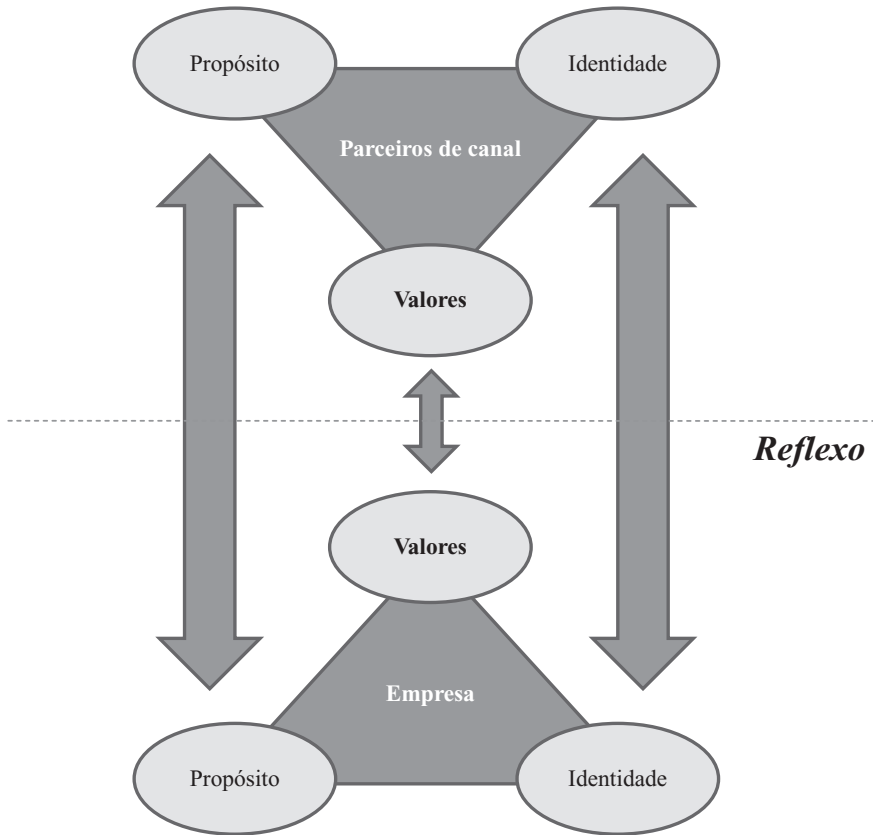 Propósito
Identidade
Parceiros de canal
Valores
Reflexo
Valores
Empresa
Propósito
Identidade